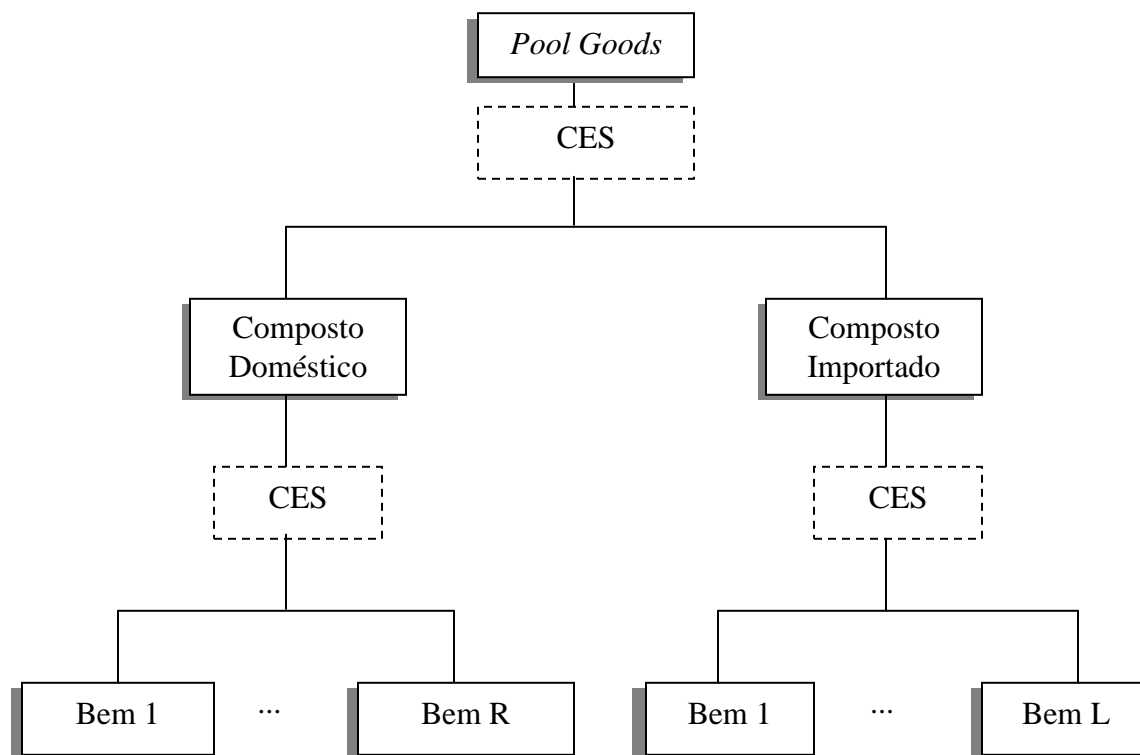 Pool Goods
CES
Composto
Doméstico
Composto
Importado
CES
CES
Bem 1
...
Bem R
Bem 1
...
Bem L